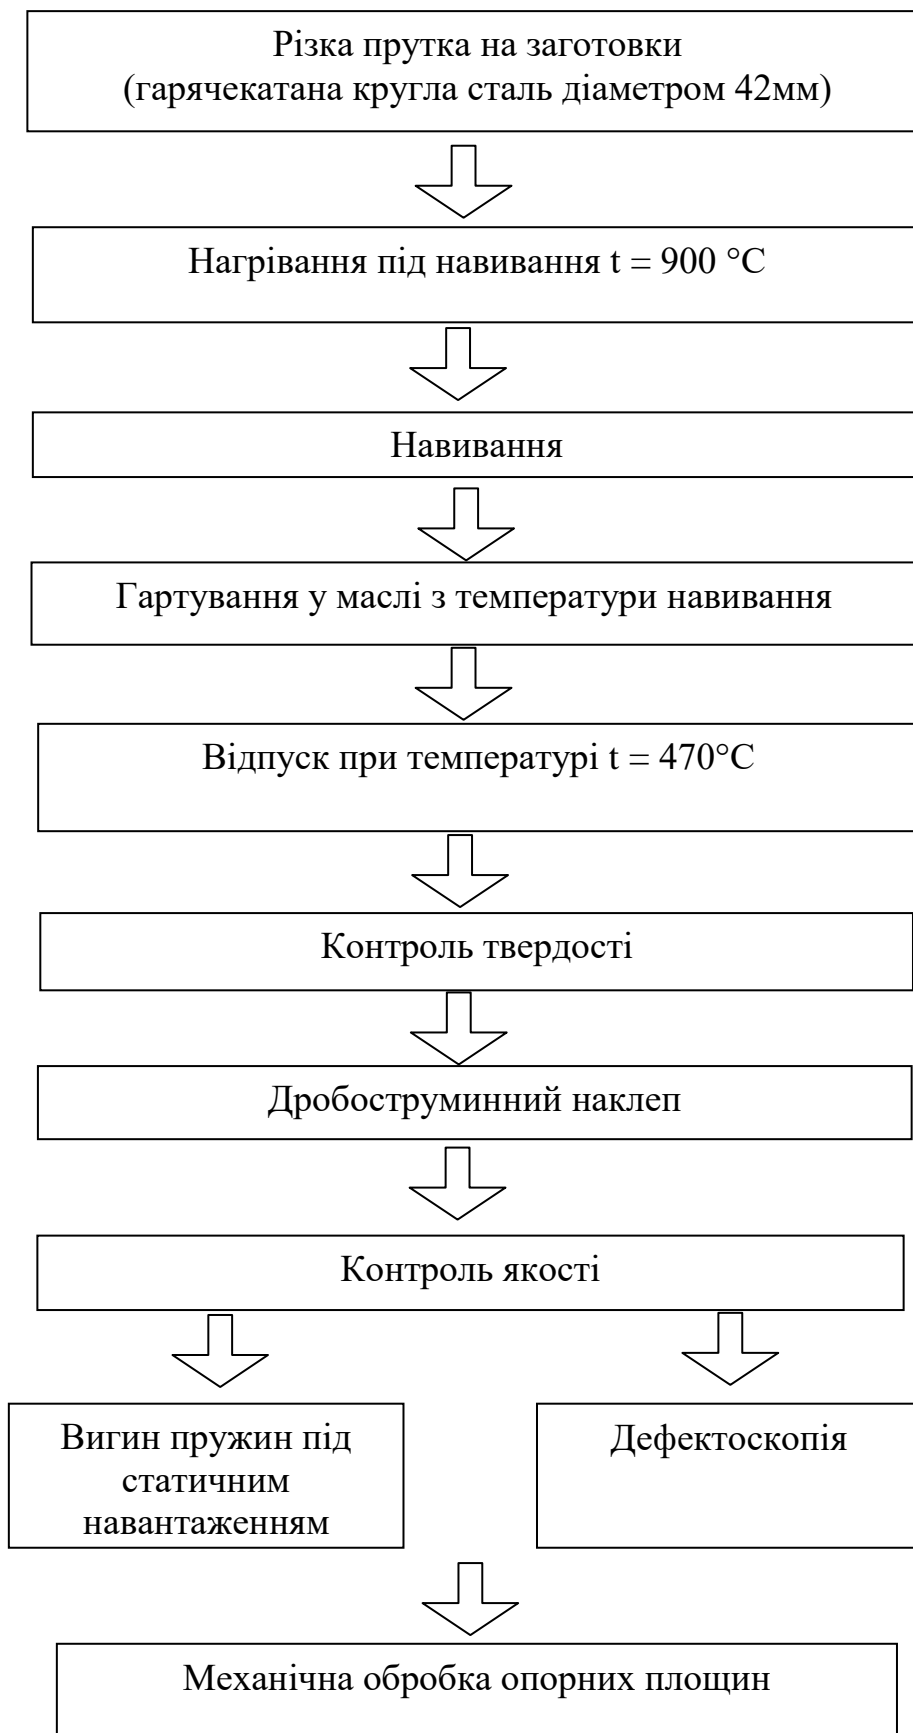 Різка прутка на заготовки
(гарячекатана кругла сталь діаметром 42мм)
Нагрівання під навивання t = 900 °C
Навивання
Гартування у маслі з температури навивання
Відпуск при температурі t = 470°C
Контроль твердості
Дробоструминний наклеп
Контроль якості
Вигин пружин під
статичним
навантаженням
Дефектоскопія
Механічна обробка опорних площин